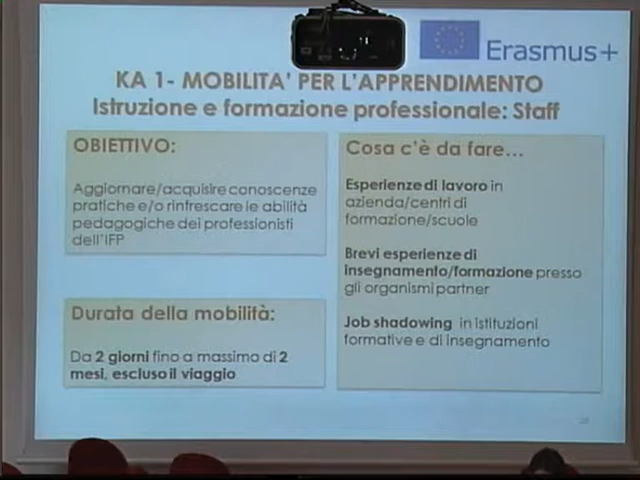 Erasmus+
KA 1- MOBILITA' PER L'APPRENDIMENTO
Istruzione e formazione professionale: Staff
OBIETTIVO:
Aggiornare/acquisire conoscenze
pratiche e/o rinfrescare le abilità
pedagogiche dei professionisti
dell'IFP
Durata della mobilità:
Da 2 giorni fino a massimo di 2
mesi, escluso il viaggio
Cosa c'è da fare...
Esperienze di lavoro in
azienda/centri di
formazione/scuole
Brevi esperienze di
insegnamento/formazione presso
gli organismi partner
Job shadowing in istituzioni
formative e di insegnamento